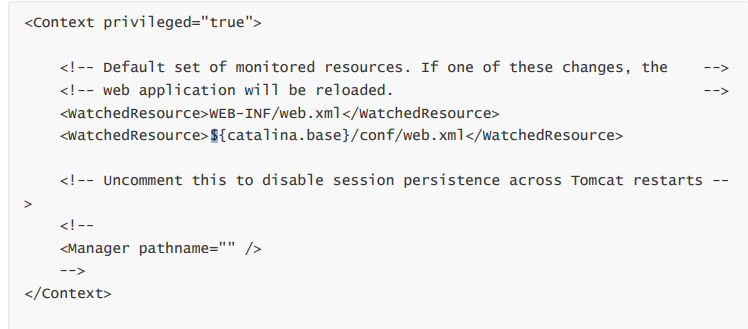 <Context privileged="true">
<!-- Default set of monitored resources. If one of these changes, the    -->
<!-- web application will be reloaded.                                   -->
<WatchedResource>WEB-INF/web.xml</WatchedResource>
<WatchedResource>${catalina.base}/conf/web.xml</WatchedResource>
<!-- Uncomment this to disable session persistence across Tomcat restarts --
>
<!--
<Manager pathname="" />
-->
</Context>